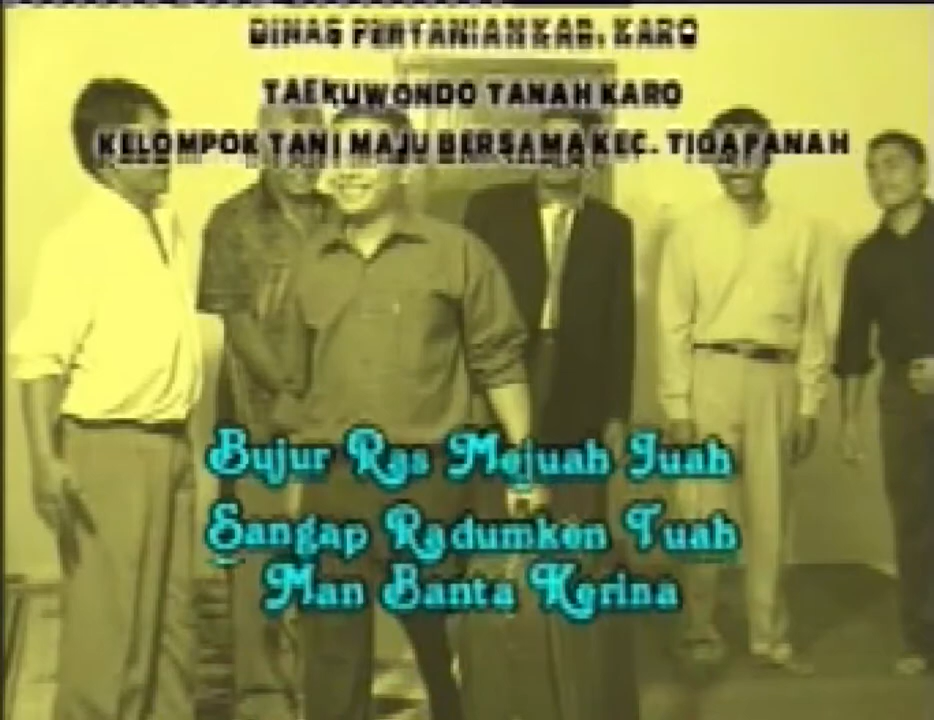 DINAS PERTANIAN KAB. KARO
TAEKUWONDO TANAH KARO
KELOMPOK TANI MAJU BERSAMA KEC. TIGAPANAH
Bujur Ras Mejuah Juah
Sangap Radumken Tuah
Man Banta Kerina